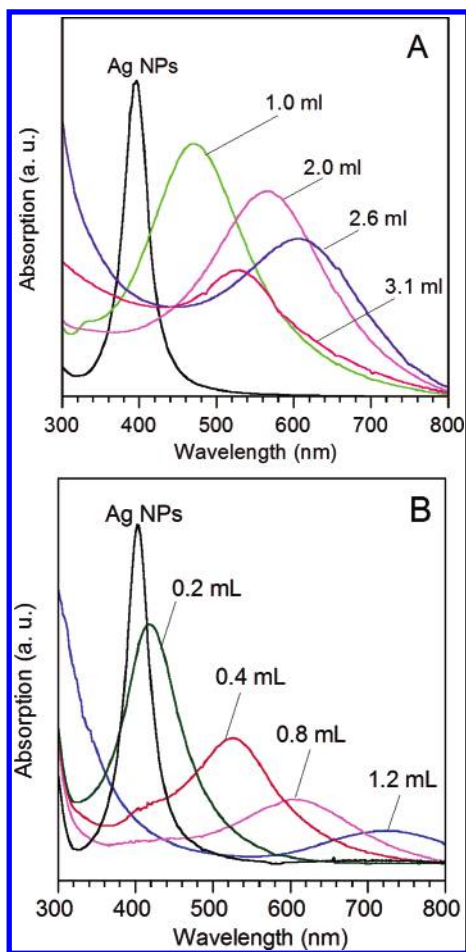 A
Ag NPs
1.0 ml
2.0 ml
2.6 ml
3.1 ml
Absorption (a. u.)
300 400 500 600 700 800
Wavelength (nm)
B
Ag NPs
0.2 mL
0.4 mL
0.8 mL
1.2 mL
Absorption (a. u.)
300 400 500 600 700 800
Wavelength (nm)